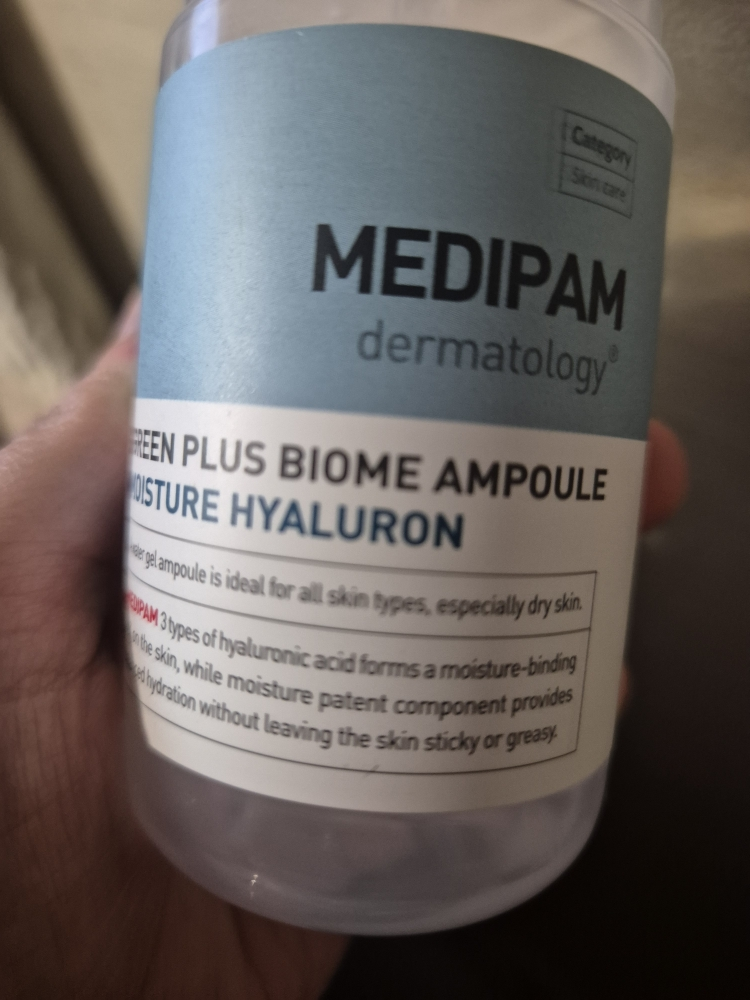 Category
Skin care
MEDIPAM
dermatology®
GREEN PLUS BIOME AMPOULE
MOISTURE HYALURON
water gel ampoule is ideal for all skin types, especially dry skin.
MEDIPAM 3 types of hyaluronic acid forms a moisture-binding
on the skin, while moisture patent component provides
hydration without leaving the skin sticky or greasy.